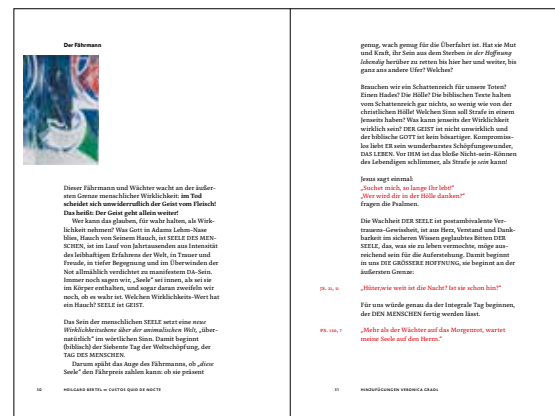 Der Fährmann
Dieser Fährmann und Wächter wacht an der äußer-
sten Grenze menschlicher Wirklichkeit: im Tod
scheidet sich unwiderruflich der Geist vom Fleisch!
Das heißt: Der Geist geht allein weiter!
Wer kann das glauben, für wahr halten, als Wirk-
lichkeit nehmen? Was Gott in Adams Lehm-Nase
blies, Hauch von Seinem Hauch, ist SEELE DES MEN-
SCHEN, ist im Lauf von Jahrtausenden aus Intensität
des leibhaftigen Erfahrens der Welt, in Trauer und
Freude, in tiefer Begegnung und im Überwinden der
Not allmählich verdichtet zu manifestem DA-Sein.
Immer noch sagen wir, „Seele" sei innen, als sei sie
im Körper enthalten, und sogar daran zweifeln wir
noch, ob es wahr ist. Welchen Wirklichkeits-Wert hat
ein Hauch? SEELE ist GEIST.
Das Sein der menschlichen SEELE setzt eine neue
Wirklichkeitsebene über der animalischen Welt, „über-
natürlich" im wörtlichen Sinn. Damit beginnt
(biblisch) der Siebente Tag der Weltschöpfung, der
TAG DES MENSCHEN.
Darum späht das Auge des Fährmanns, ob „diese
Seele" den Fährpreis zahlen kann: ob sie präsent
50 HEILGARD BERTEL CUSTOS QUID DE NOCTE
genug, wach genug für die Überfahrt ist. Hat sie Mut
und Kraft, ihr Sein aus dem Sterben in der Hoffnung
lebendig herüber zu retten bis hier her und weiter, bis
ganz ans andere Ufer? Welches?
Brauchen wir ein Schattenreich für unsere Toten?
Einen Hades? Die Hölle? Die biblischen Texte halten
vom Schattenreich gar nichts, so wenig wie von der
christlichen Hölle! Welchen Sinn soll Strafe in einem
Jenseits haben? Was kann jenseits der Wirklichkeit
wirklich sein? DER GEIST ist nicht unwirklich und
der biblische GOTT ist kein bösartiger. Kompromiss-
los liebt ER sein wunderbarstes Schöpfungswunder,
DAS LEBEN. Vor IHM ist das bloße Nicht-sein-Können
des Lebendigen schlimmer, als Strafe je sein kann!
Jesus sagt einmal:
„Suchet mich, so lange Ihr lebt!"
„Wer wird dir in der Hölle danken?"
fragen die Psalmen.
Die Wachheit DER SEELE ist postambivalente Ver-
trauens-Gewissheit, ist aus Herz, Verstand und Dank-
barkeit im sicheren Wissen geglaubtes Bitten DER
SEELE, das, was sie zu leben vermochte, möge aus-
reichend sein für die Auferstehung. Damit beginnt
in uns DIE GRÖSSERE HOFFNUNG, sie beginnt an der
äußersten Grenze:
„Hüter,wie weit ist die Nacht? Ist sie schon hin?"
Für uns würde genau da der Integrale Tag beginnen,
der DEN MENSCHEN fertig werden lässt.
„Mehr als der Wächter auf das Morgenrot, wartet
meine Seele auf den Herrn."
51 HINZUFÜGUNGEN VERONICA GRADL